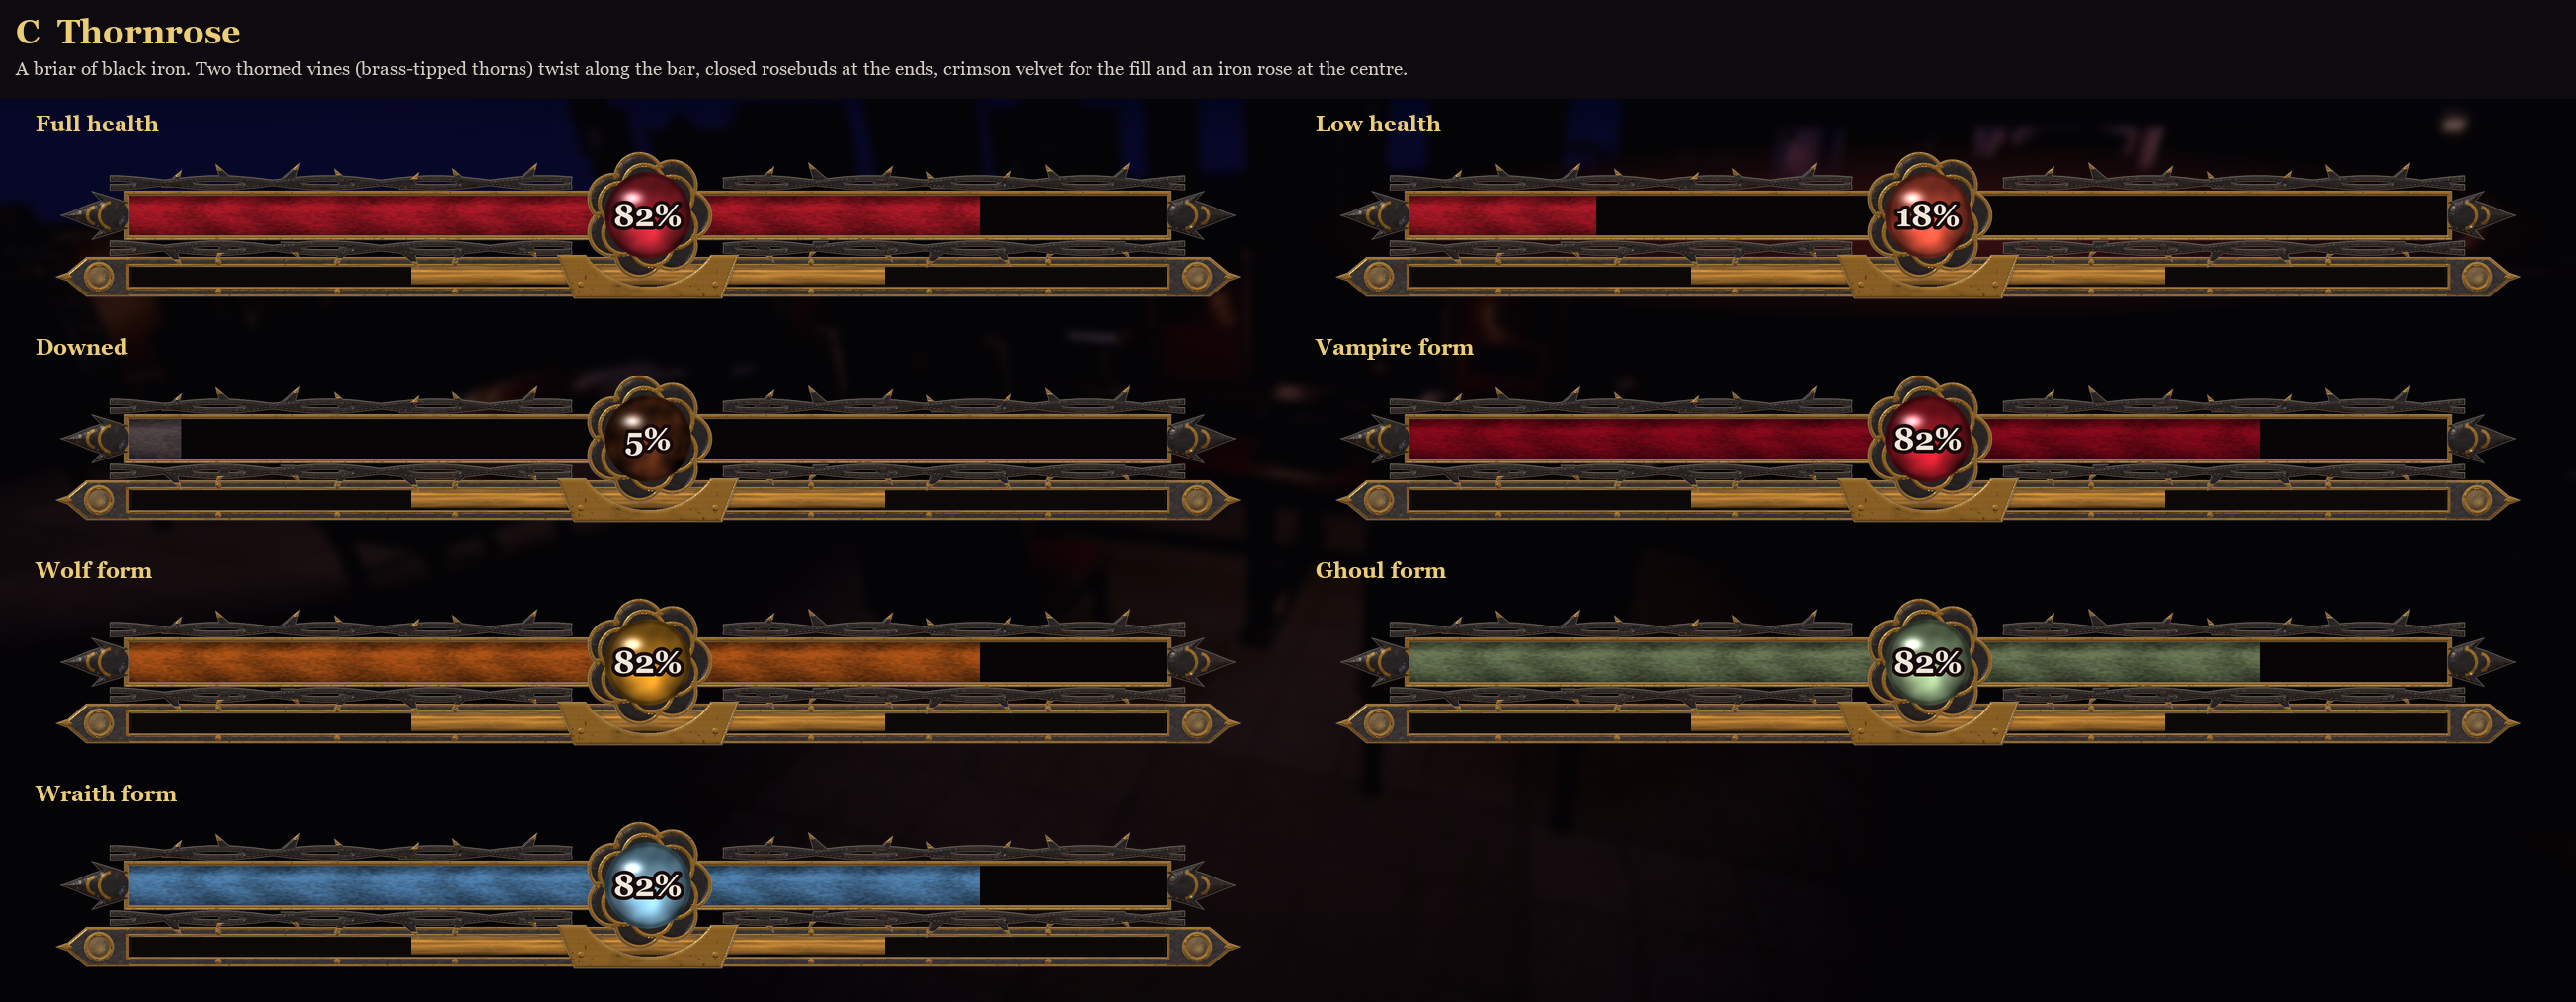 C Thornrose
A briar of black iron. Two thorned vines (brass-tipped thorns) twist along the bar, closed rosebuds at the ends, crimson velvet for the fill and an iron rose at the centre.
Full health
Low health
82%
18%
Downed
Vampire form
5%
82%
Wolf form
Ghoul form
82%
82%
Wraith form
82%